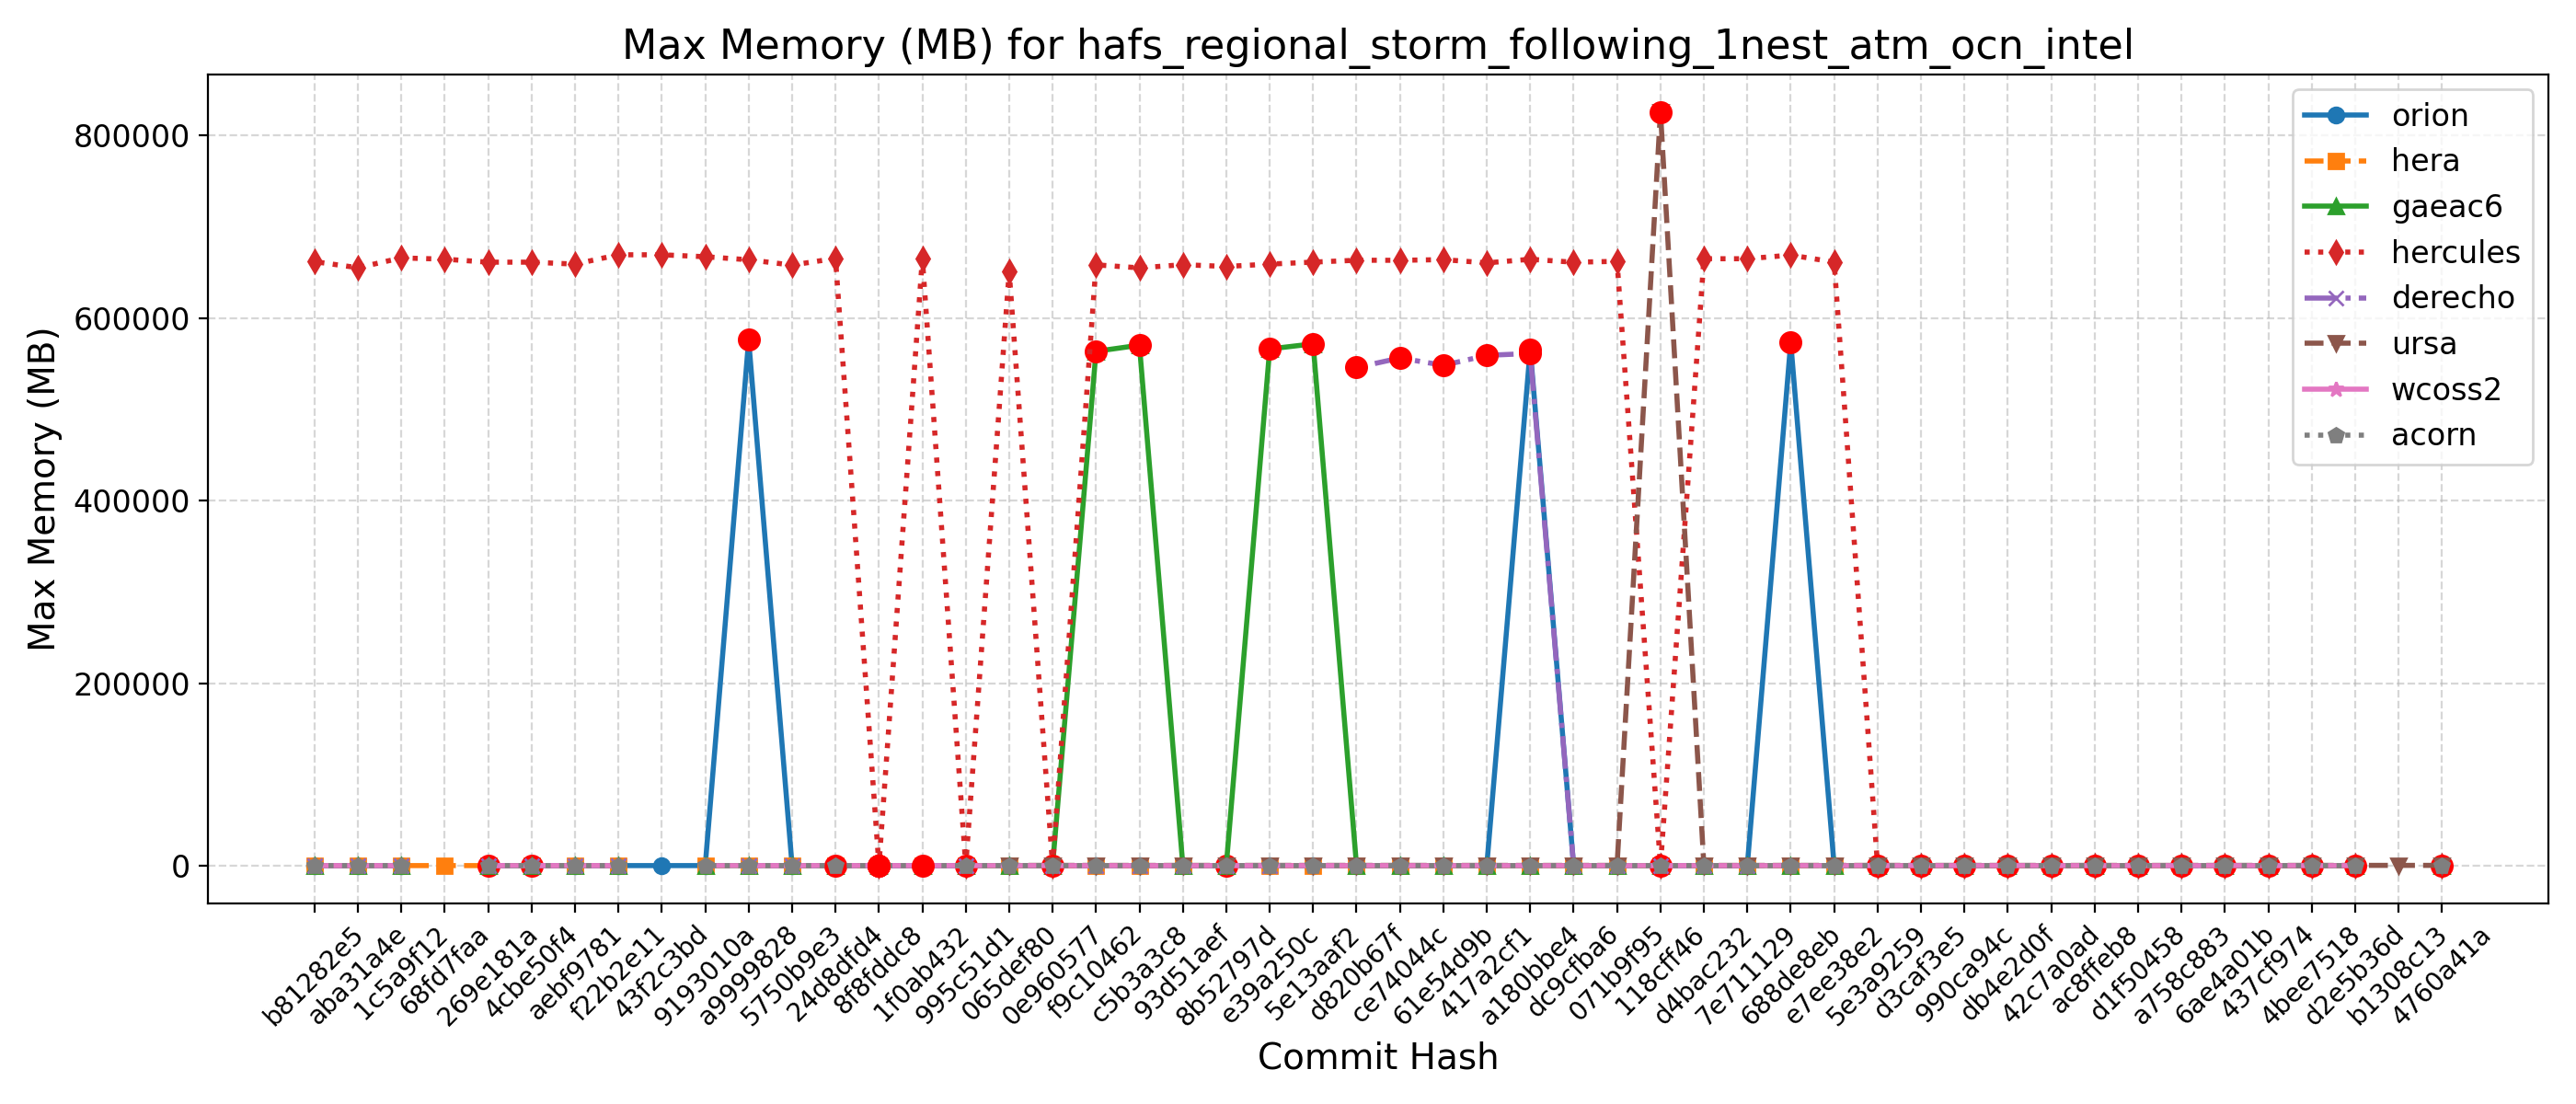 Max Memory (MB) for hafs_regional_storm_following_1nest_atm_ocn_intel
Max Memory (MB)
800000
600000
400000
200000
0
orion
hera
gaeac6
hercules
derecho
ursa
wcoss2
acorn
b81282e5
aba31a4e
1c5a9f12
68fd7faa
269e181a
4cbe50f4
aebf9781
f22b2e11
43f2c3bd
9193010a
a9999828
5750b9e3
24d8dfd4
8f8fddc8
1f0ab432
995c51d1
065def80
0e960577
f9c10462
c5b3a3c8
93d51aef
8b52797d
e39a250c
5e13aaf2
d820b67f
ce74044c
61e54d9b
417a2cf1
a180bbe4
dc9cfba6
071b9f95
118cff46
d4bac232
7e711129
688dde8eb
e7ee38e2
5e3a9259
d3caf3e5
990ca94c
db4e2d0f
42c7a0ad
ac8ffeb8
d1f50458
a758c883
6ae4a01b
437cf974
4bee7518
d2e5b36d
b1308c13
4760a41a
Commit Hash